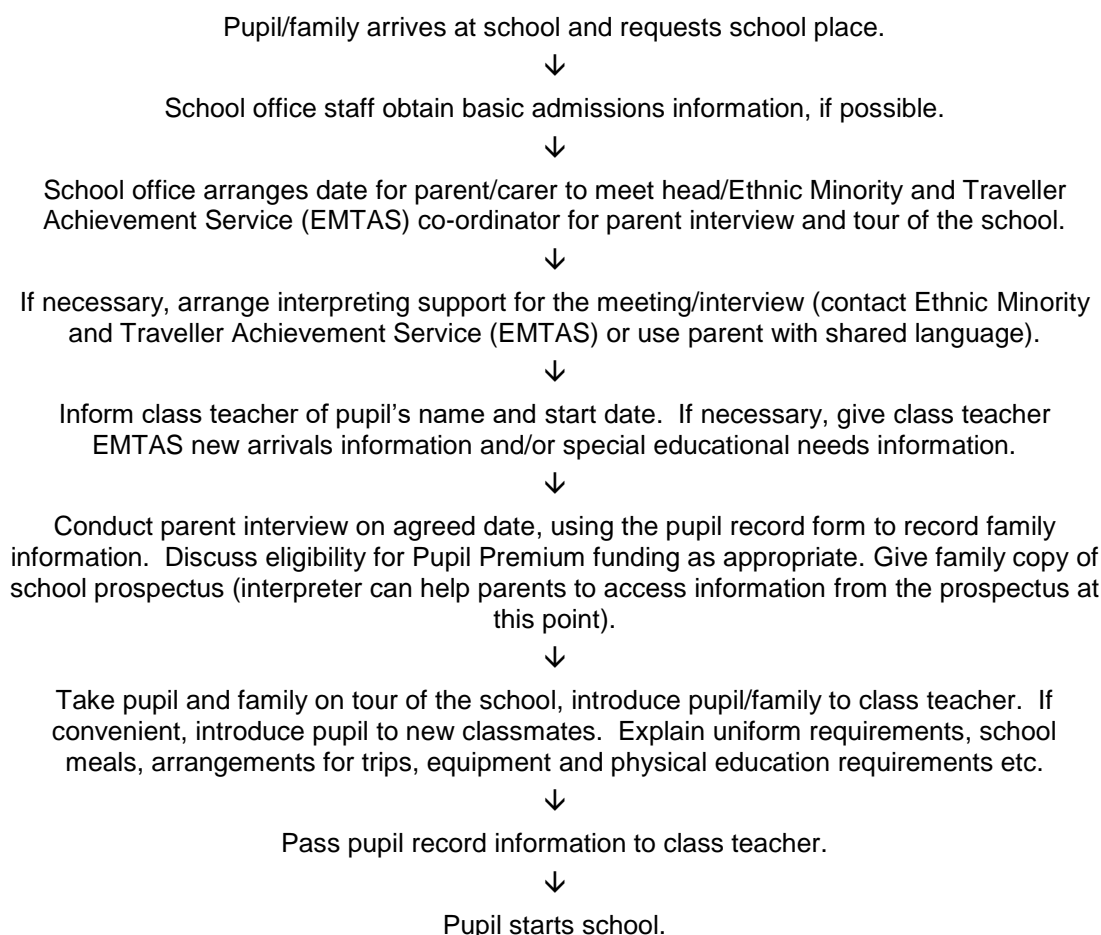 Pupil/family arrives at school and requests school place.
↓
School office staff obtain basic admissions information, if possible.
↓
School office arranges date for parent/carer to meet head/Ethnic Minority and Traveller
Achievement Service (EMTAS) co-ordinator for parent interview and tour of the school.
↓
If necessary, arrange interpreting support for the meeting/interview (contact Ethnic Minority
and Traveller Achievement Service (EMTAS) or use parent with shared language).
↓
Inform class teacher of pupil’s name and start date.  If necessary, give class teacher
EMTAS new arrivals information and/or special educational needs information.
↓
Conduct parent interview on agreed date, using the pupil record form to record family
information.  Discuss eligibility for Pupil Premium funding as appropriate. Give family copy of
school prospectus (interpreter can help parents to access information from the prospectus at
this point).
↓
Take pupil and family on tour of the school, introduce pupil/family to class teacher.  If
convenient, introduce pupil to new classmates.  Explain uniform requirements, school
meals, arrangements for trips, equipment and physical education requirements etc.
↓
Pass pupil record information to class teacher.
↓
Pupil starts school.